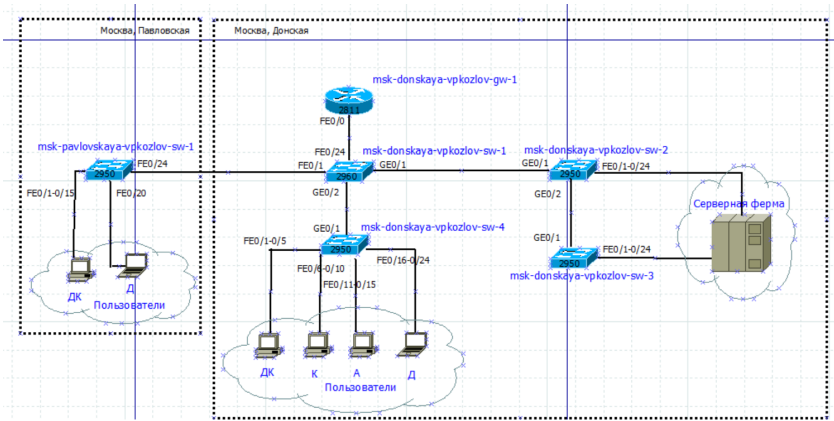 Москва, Павловская
Москва, Донская
msk-donskaya-vpkozlov-gw-1
2811
FE0/0
msk-pavlovskaya-vpkozlov-sw-1
FE0/24
msk-donskaya-vpkozlov-sw-1
msk-donskaya-vpkozlov-sw-2
2950
FE0/24
FE0/1
2960
GE0/1
GE0/1
2950
FE0/1-0/24
FE0/1-0/15
FE0/20
GE0/2
GE0/2
Серверная ферма
GE0/1
msk-donskaya-vpkozlov-sw-4
GE0/1
FE0/1-0/5
2950
FE0/16-0/24
2950
FE0/1-0/24
FE0/6-0/10
msk-donskaya-vpkozlov-sw-3
FE0/11-0/15
ДК
Д
Пользователи
ДК
К
А
Д
Пользователи